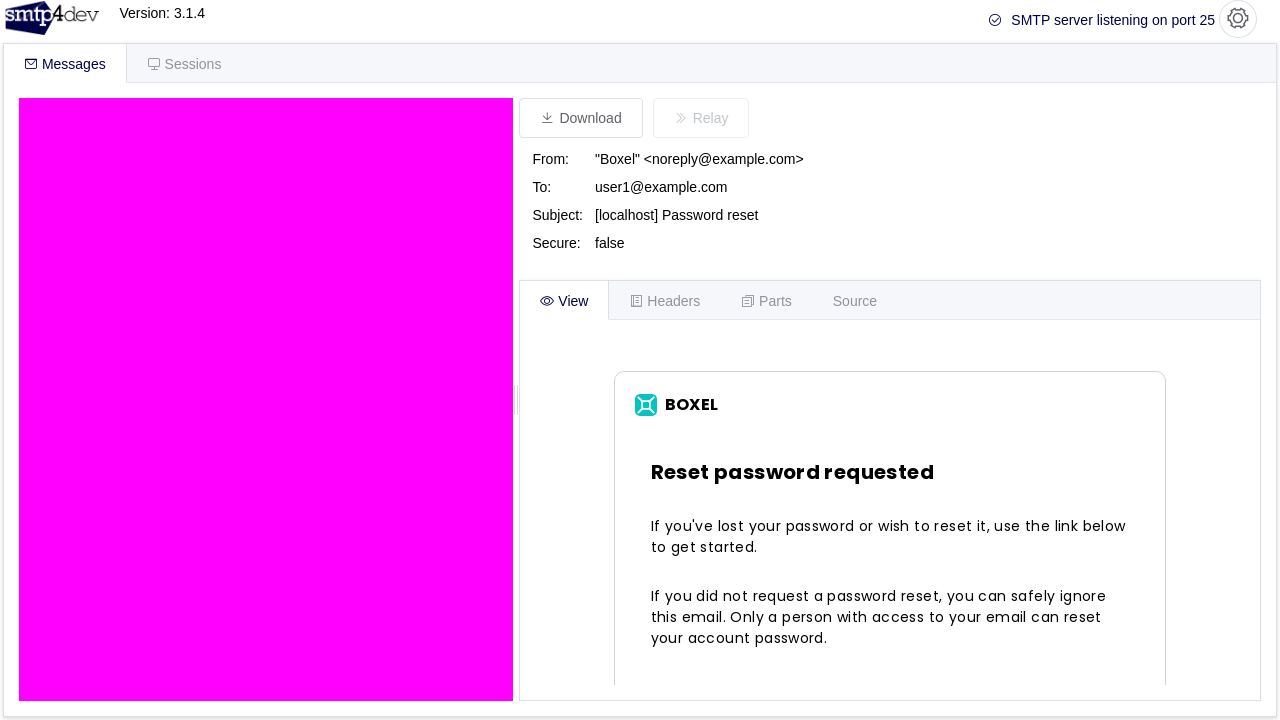 smtp4dev
Version: 3.1.4
SMTP server listening on port 25
Messages
Sessions
Download
Relay
From: "Boxel" <noreply@example.com>
To: user1@example.com
Subject: [localhost] Password reset
Secure: false
View
Headers
Parts
Source
BOXEL
Reset password requested
If you've lost your password or wish to reset it, use the link below
to get started.
If you did not request a password reset, you can safely ignore
this email. Only a person with access to your email can reset
your account password.